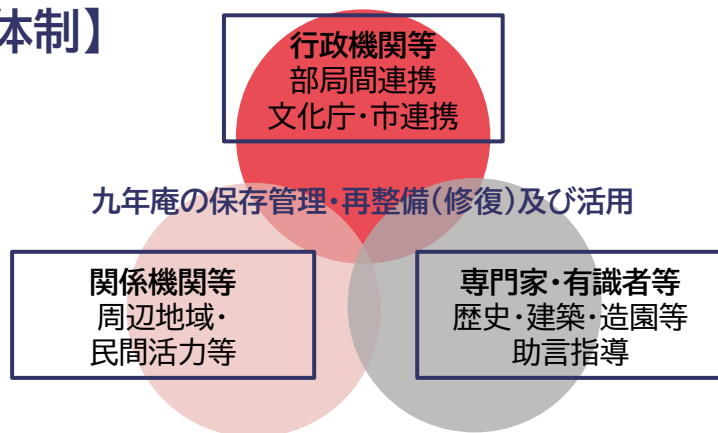 体制】
行政機関等
部局間連携
文化庁・市連携
九年庵の保存管理・再整備(修復)及び活用
関係機関等
周辺地域・
民間活力等
専門家・有識者等
歴史・建築・造園等
助言指導